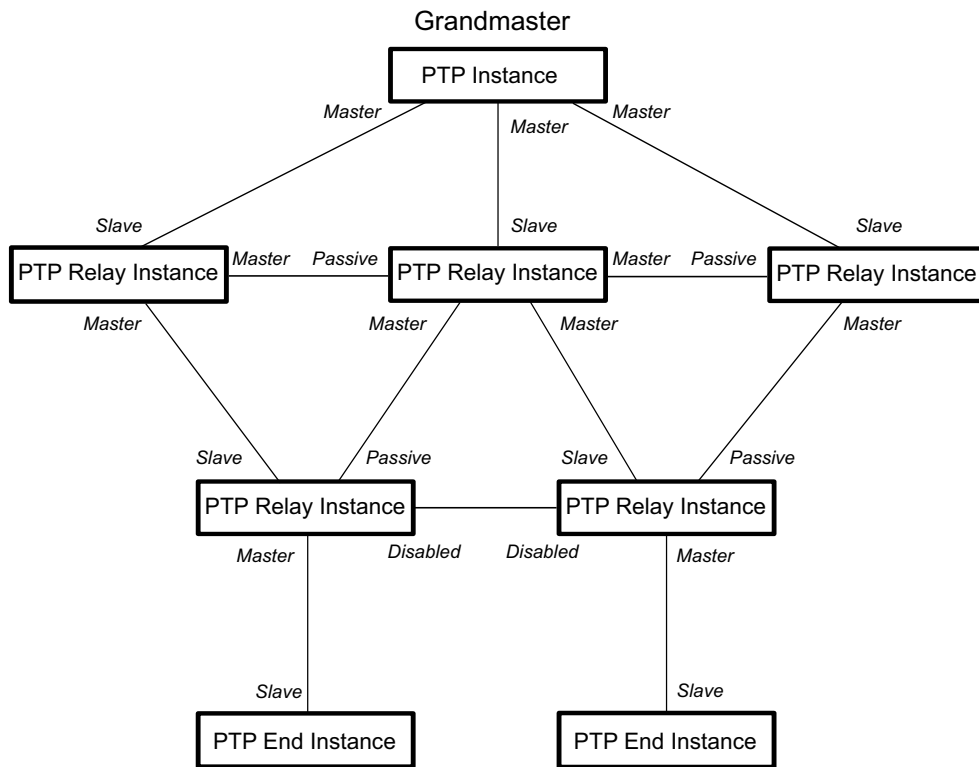 Grandmaster
PTP Instance
Master
Master
Master
Slave
Slave
Slave
PTP Relay Instance
Master
Passive
PTP Relay Instance
Master
Passive
PTP Relay Instance
Master
Master
Master
Master
Slave
Passive
Slave
Passive
PTP Relay Instance
PTP Relay Instance
Master
Disabled
Disabled
Master
Slave
Slave
PTP End Instance
PTP End Instance